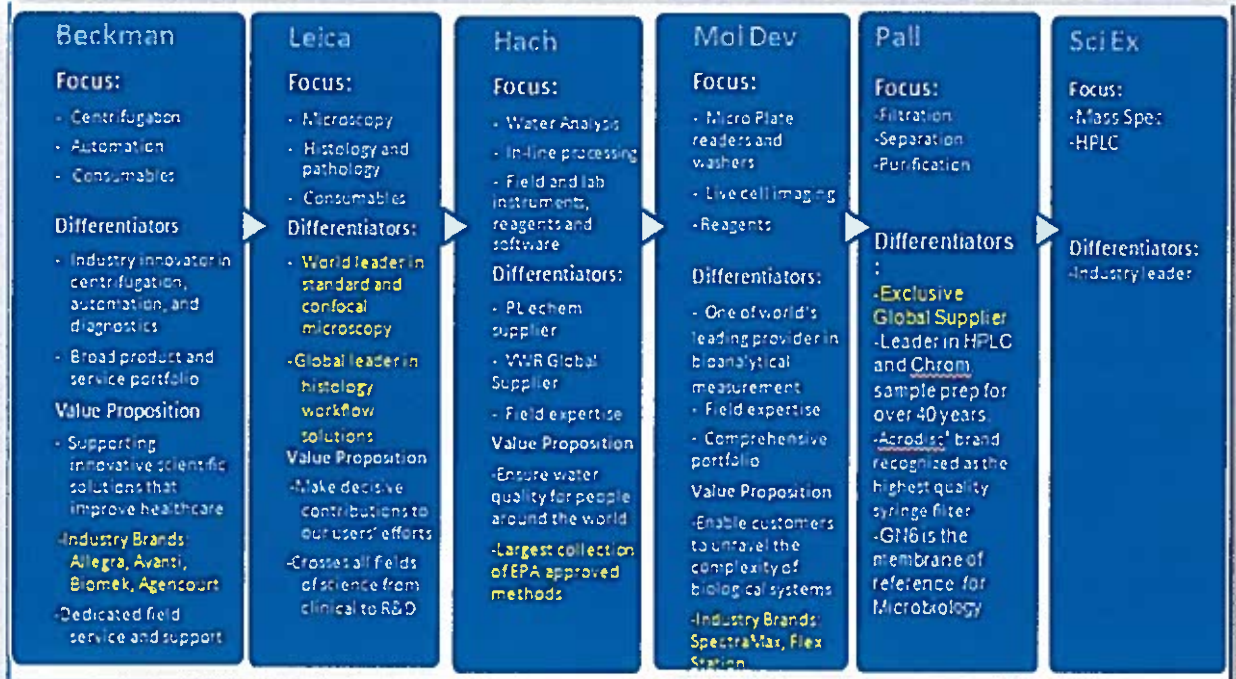 Beckman
Focus:
- Centrifugation
- Automation
- Consumables
Differentiators
- Industry innovator in
centrifugation,
automation, and
diagnostics
- Broad product and
service portfolio
Value Proposition
- Supporting
innovative scientific
solutions that
improve healthcare
-Industry Brands:
Allegra, Avanti,
Biomek, Agencourt
-Dedicated field
service and support
Leica
Focus:
- Microscopy
- Histology and
pathology
- Consumables
Differentiators:
- World leader in
standard and
confocal
microscopy
-Global leader in
histology
workflow
solutions
Value Proposition
-Make decisive
contributions to
our users' efforts
-Crosses all fields
of science from
clinical to R&D
Hach
Focus:
- Water Analysis
- In-line processing
- Field and lab
instruments,
reagents and
software
Differentiators:
- PL echem
supplier
- VWR Global
Supplier
- Field expertise
Value Proposition
-Ensure water
quality for people
around the world
-Largest collection
of EPA approved
methods
Mol Dev
Focus:
- Micro Plate
readers and
washers
- Live cell imaging
-Reagents
Differentiators:
- One of world's
leading provider in
bioanalytical
measurement
- Field expertise
- Comprehensive
portfolio
Value Proposition
-Enable customers
to unravel the
complexity of
biological systems
-Industry Brands:
SpectraMax, Flex
Station
Pall
Focus:
-Filtration
-Separation
-Purification
Differentiators
:
-Exclusive
Global Supplier
-Leader in HPLC
and Chrom
sample prep for
over 40 years.
-Acrodisc' brand
recognized as the
highest quality
syringe filter
-GN6 is the
membrane of
reference for
Microbiology
Sci Ex
Focus:
-Mass Spec
-HPLC
Differentiators:
-Industry leader